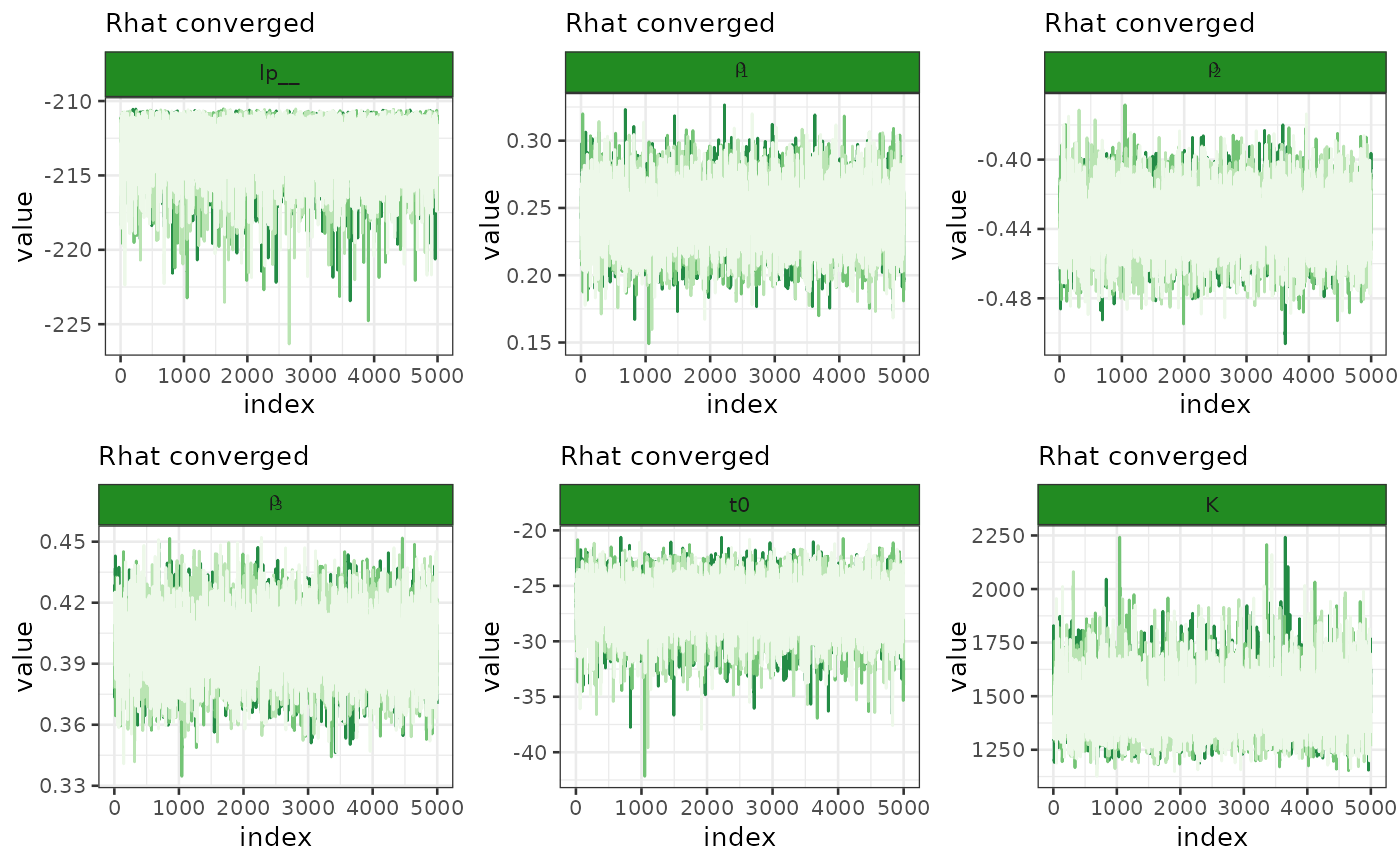 Rhat converged
lp__
-210
-215
-220
-225
value
0 1000 2000 3000 4000 5000
index
Rhat converged
ρ1
0.30
0.25
0.20
0.15
value
0 1000 2000 3000 4000 5000
index
Rhat converged
ρ2
-0.40
-0.44
-0.48
value
0 1000 2000 3000 4000 5000
index
Rhat converged
ρ3
0.45
0.42
0.39
0.36
0.33
value
0 1000 2000 3000 4000 5000
index
Rhat converged
t0
-20
-25
-30
-35
-40
value
0 1000 2000 3000 4000 5000
index
Rhat converged
K
2250
2000
1750
1500
1250
value
0 1000 2000 3000 4000 5000
index